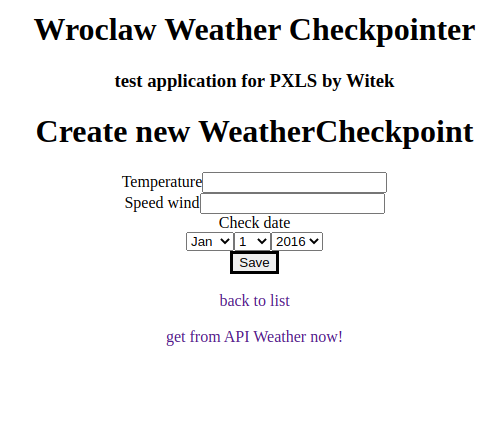 Wroclaw Weather Checkpointer
test application for PXLS by Witek
Create new WeatherCheckpoint
Temperature
Speed wind
Check date
Jan 1 2016
Save
back to list
get from API Weather now!